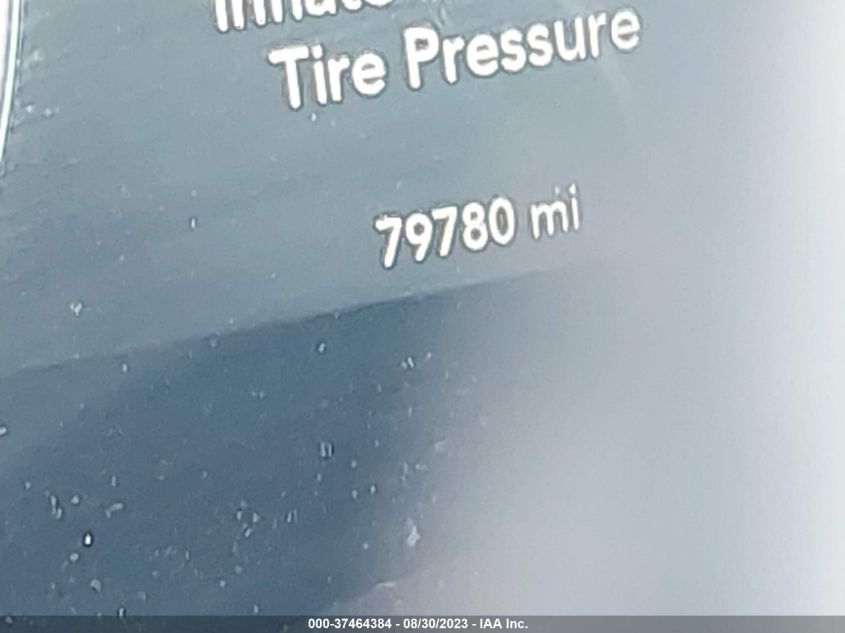 Tire Pressure
79780 mi
000-37464384 - 08/30/2023 - IAA Inc.